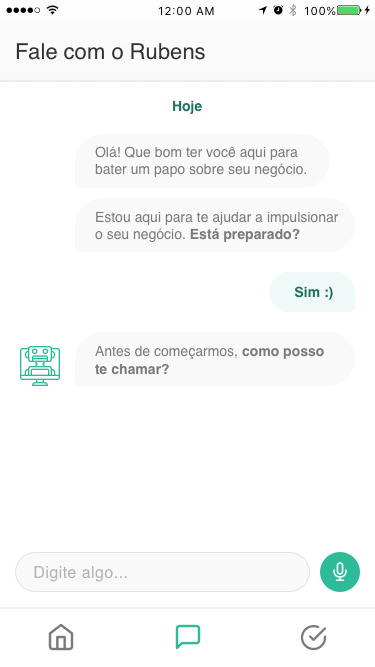 12:00 AM
100%
Fale com o Rubens
Hoje
Olá! Que bom ter você aqui para
bater um papo sobre seu negócio.
Estou aqui para te ajudar a impulsionar
o seu negócio. Está preparado?
Sim :)
Antes de começarmos, como posso
te chamar?
Digite algo...